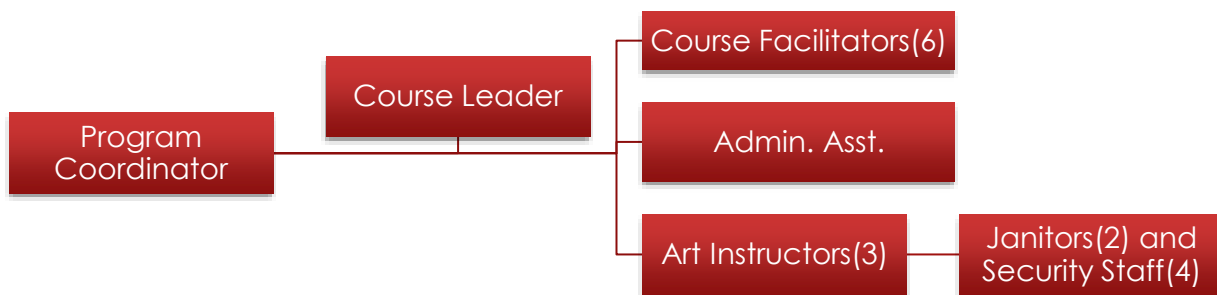 Program
Coordinator
Course Leader
Course Facilitators(6)
Admin. Asst.
Art Instructors(3)
Janitors(2) and
Security Staff(4)